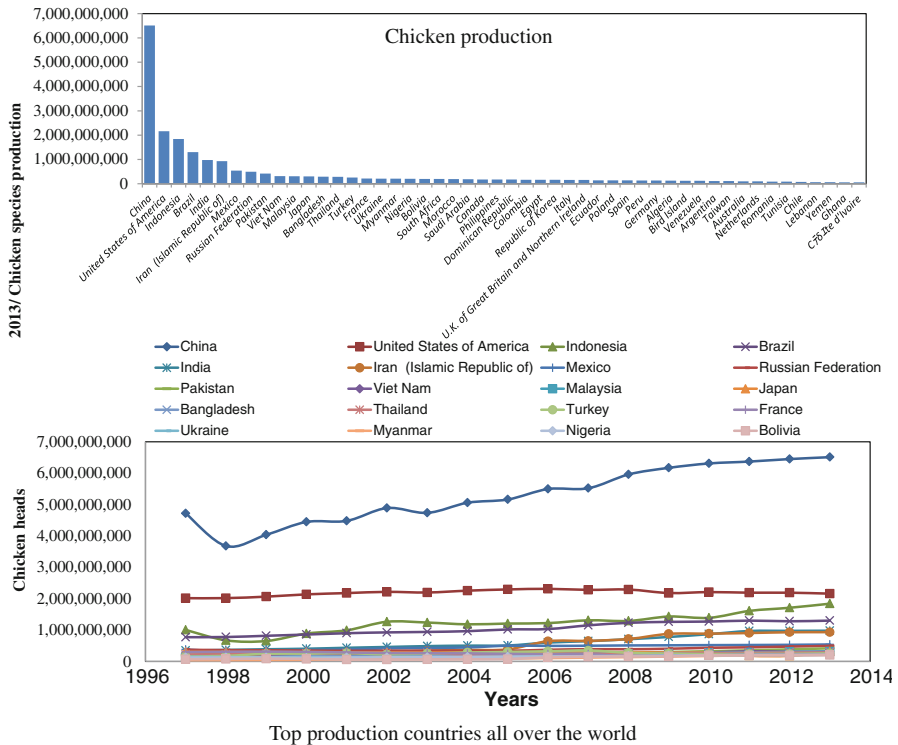 7,000,000,000
6,000,000,000
5,000,000,000
4,000,000,000
3,000,000,000
2,000,000,000
1,000,000,000
0
2013/ Chicken species production
Chicken production
China
United States of America
Indonesia
Brazil
India
Iran (Islamic Republic of)
Mexico
Russian Federation
Pakistan
Viet Nam
Malaysia
Japan
Bangladesh
Thailand
Turkey
France
Ukraine
Myanmar
Nigeria
Bolivia
South Africa
Morocco
Saudi Arabia
Canada
Philippines
Dominican Republic
Colombia
Egypt
Republic of Korea
Italy
U.K. of Great Britain and Northern Ireland
Ecuador
Poland
Spain
Peru
Germany
Algeria
Bird Island
Venezuela
Argentina
Taiwan
Australia
Netherlands
Romania
Tunisia
Chile
Lebanon
Yemen
Ghana
China United States of America Indonesia Brazil
India Iran (Islamic Republic of) Mexico Russian Federation
Pakistan Viet Nam Malaysia Japan
Bangladesh Thailand Turkey France
Ukraine Myanmar Nigeria Bolivia
7,000,000,000
6,000,000,000
5,000,000,000
4,000,000,000
3,000,000,000
2,000,000,000
1,000,000,000
0
Chicken heads
1996 1998 2000 2002 2004 2006 2008 2010 2012 2014
Years
Top production countries all over the world